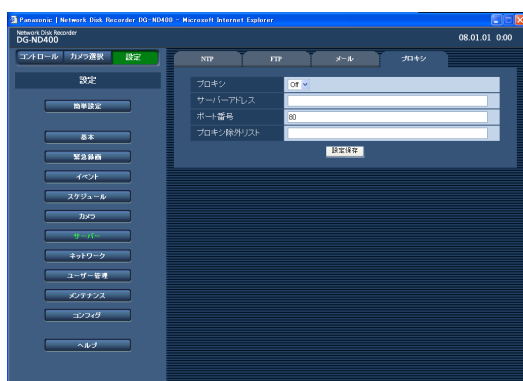 Panasonic | Network Disk Recorder DG-ND400 - Microsoft Internet Explorer
Network Disk Recorder
DG-ND400
08.01.01 0:00
コントロール カメラ選択 設定
NTP FTP メール プロキシ
設定
簡単設定
基本
緊急録画
イベント
スケジュール
カメラ
サーバー
ネットワーク
ユーザー管理
メンテナンス
コンフィグ
ヘルプ
プロキシ Off
サーバーアドレス
ポート番号 80
プロキシ除外リスト
設定保存